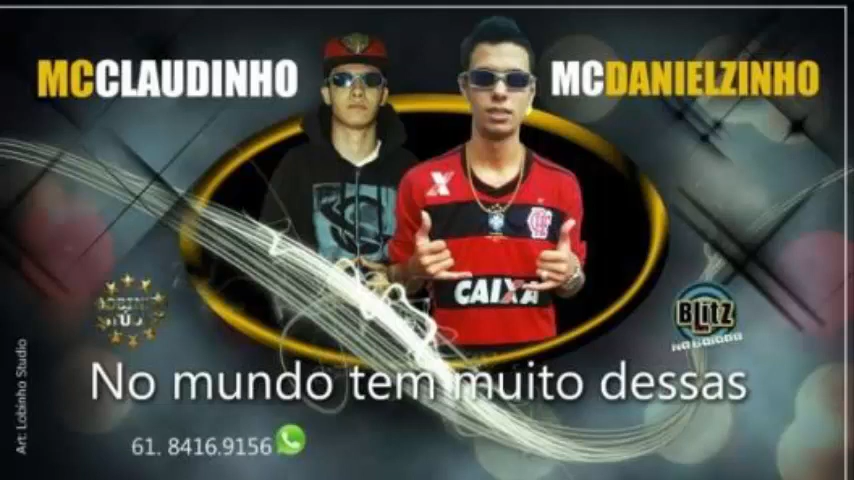 MCCLAUDINHO
MCDANIELZINHO
X
CAIXA
BLitZ
No mundo tem muito dessas
61. 8416.9156
Art: Lobinho Studio